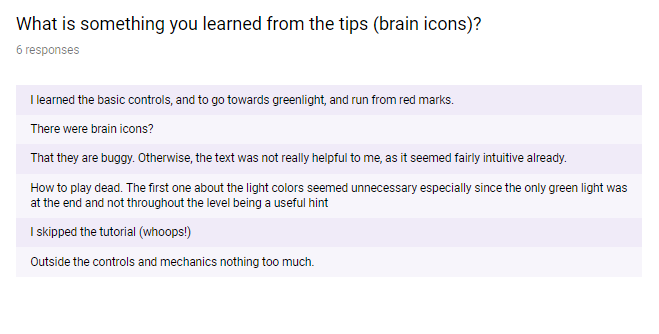 What is something you learned from the tips (brain icons)?
6 responses
I learned the basic controls, and to go towards greenlight, and run from red marks.
There were brain icons?
That they are buggy. Otherwise, the text was not really helpful to me, as it seemed fairly intuitive already.
How to play dead. The first one about the light colors seemed unnecessary especially since the only green light was
at the end and not throughout the level being a useful hint
I skipped the tutorial (whoops!)
Outside the controls and mechanics nothing too much.